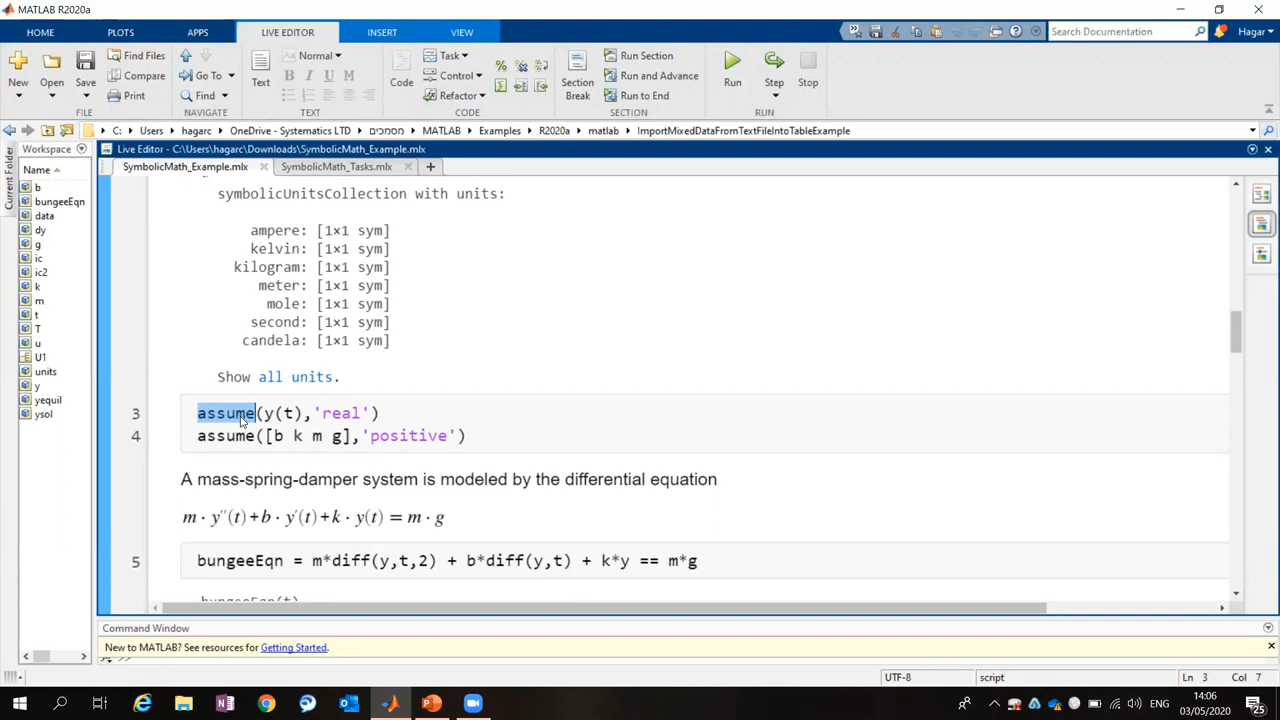 MATLAB R2020a
HOME PLOTS APPS LIVE EDITOR INSERT VIEW Search Documentation Hagar
New Open Save Find Files Compare Print Go To Find Text Normal B I U M Code Task Control Refactor Section Break Run Section Run and Advance Run to End Run Step Stop
FILE NAVIGATE TEXT CODE SECTION RUN
C: Users hagarc OneDrive - Systematics LTD מסמכים MATLAB Examples R2020a matlab ImportMixedDataFromTextFileIntoTableExample
Current Folder
Workspace
Name
b
bungeeEqn
data
dy
g
ic
ic2
k
m
t
T
u
U1
units
y
yequil
ysol
Live Editor - C:\Users\hagarc\Downloads\SymbolicMath_Example.mlx
SymbolicMath_Example.mlx SymbolicMath_Tasks.mlx
symbolicUnitsCollection with units:
ampere: [1×1 sym]
kelvin: [1×1 sym]
kilogram: [1×1 sym]
meter: [1×1 sym]
mole: [1×1 sym]
second: [1×1 sym]
candela: [1×1 sym]
Show all units.
3 assume(y(t),'real')
4 assume([b k m g],'positive')
A mass-spring-damper system is modeled by the differential equation
m · y′′(t)+b · y′(t)+k · y(t) = m · g
5 bungeeEqn = m*diff(y,t,2) + b*diff(y,t) + k*y == m*g
bungeeEqn(t)
Command Window
New to MATLAB? See resources for Getting Started.
>>
UTF-8 script Ln 3 Col 7
ENG 14:06
03/05/2020 25